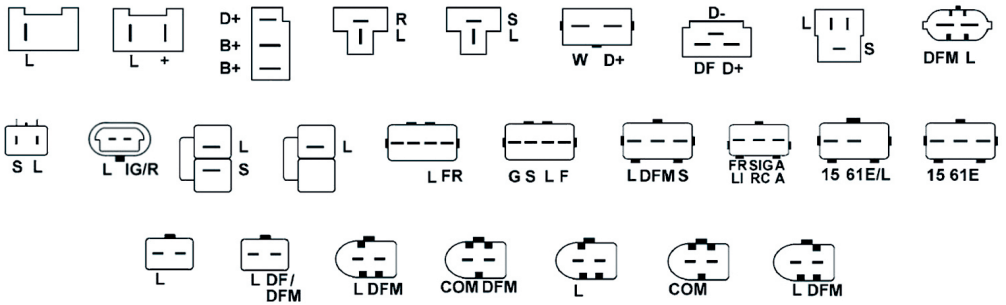 L
L +
D+
B+
B+
R
L
S
L
W D+
D-
DF D+
L
S
DFM L
S L
L IG/R
L
S
L
L FR
G S L F
L DFM S
FR SIG A
LI RC A
15 61E/L
15 61E
L
L DF/
DFM
L DFM
COM DFM
L
COM
L DFM